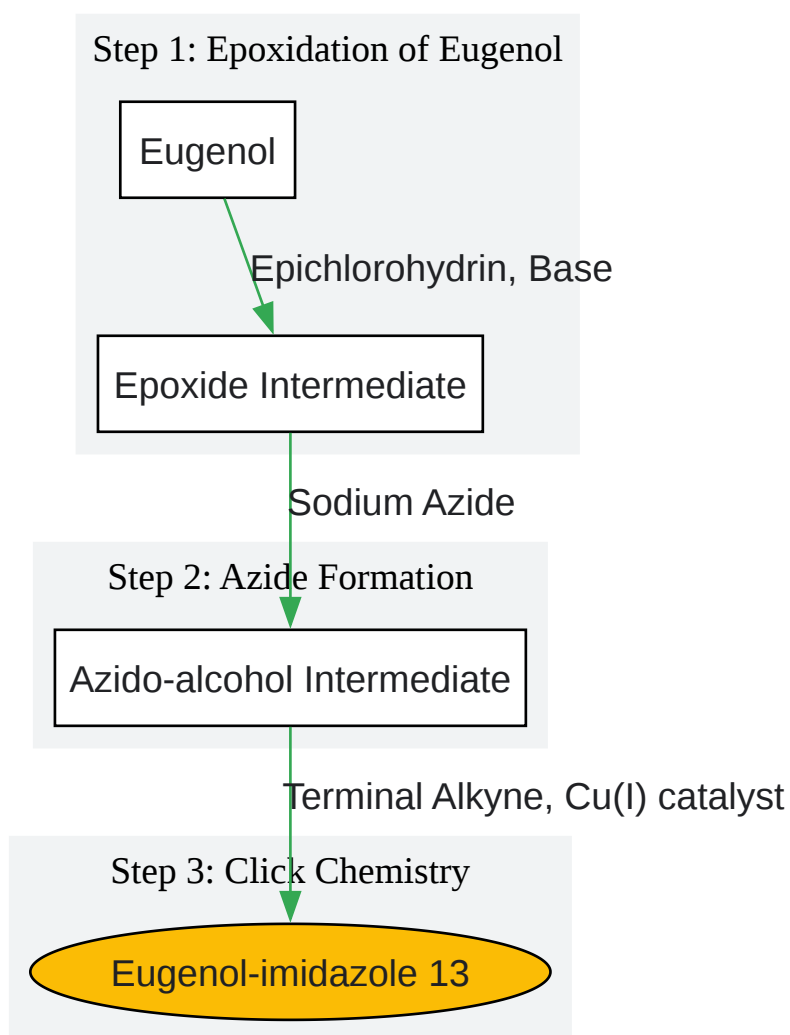 Step 1: Epoxidation of Eugenol
Eugenol
Epichlorohydrin, Base
Epoxide Intermediate
Sodium Azide
Step 2: Azide Formation
Azido-alcohol Intermediate
Terminal Alkyne, Cu(I) catalyst
Step 3: Click Chemistry
Eugenol-imidazole 13